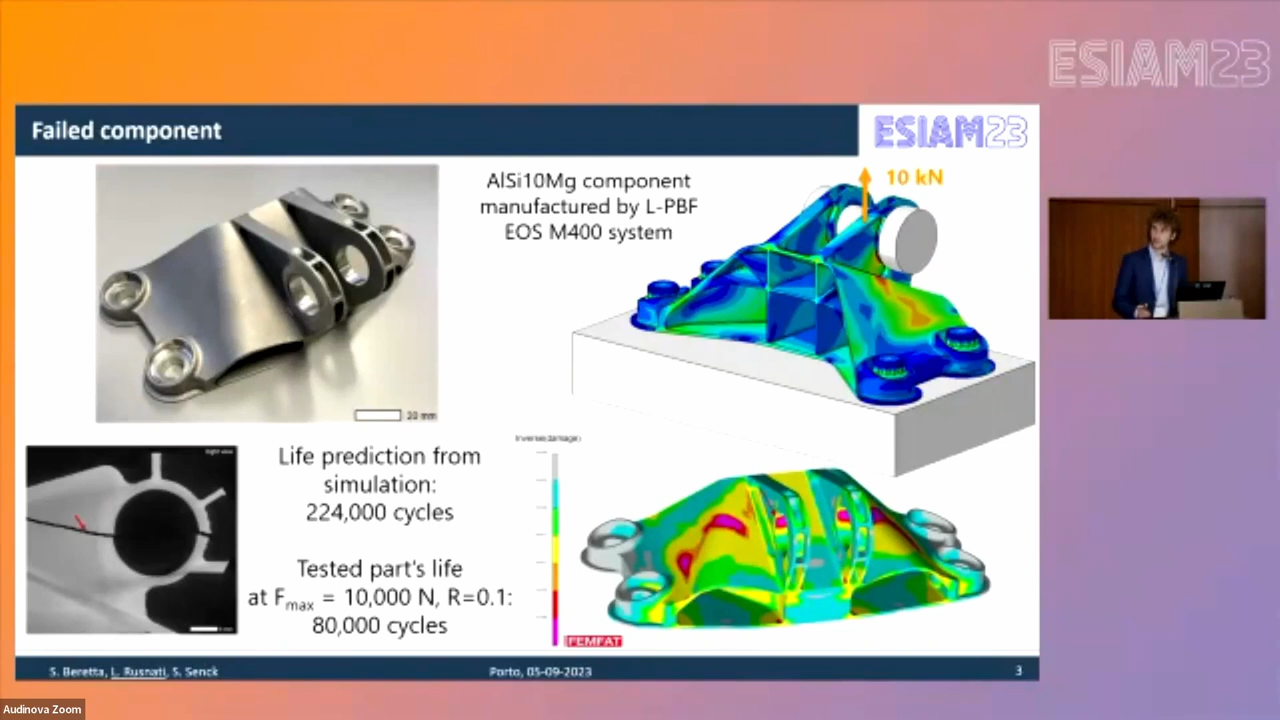 ESIAM23
Failed component
ESIAM23
AlSi10Mg component
manufactured by L-PBF
EOS M400 system
10 kN
20 mm
Life prediction from
simulation:
224,000 cycles
Tested part's life
at Fmax = 10,000 N, R=0.1:
80,000 cycles
FEMFAT
S. Beretta, L. Rusnati, S. Senck
Porto, 05-09-2023
3
Audinova Zoom